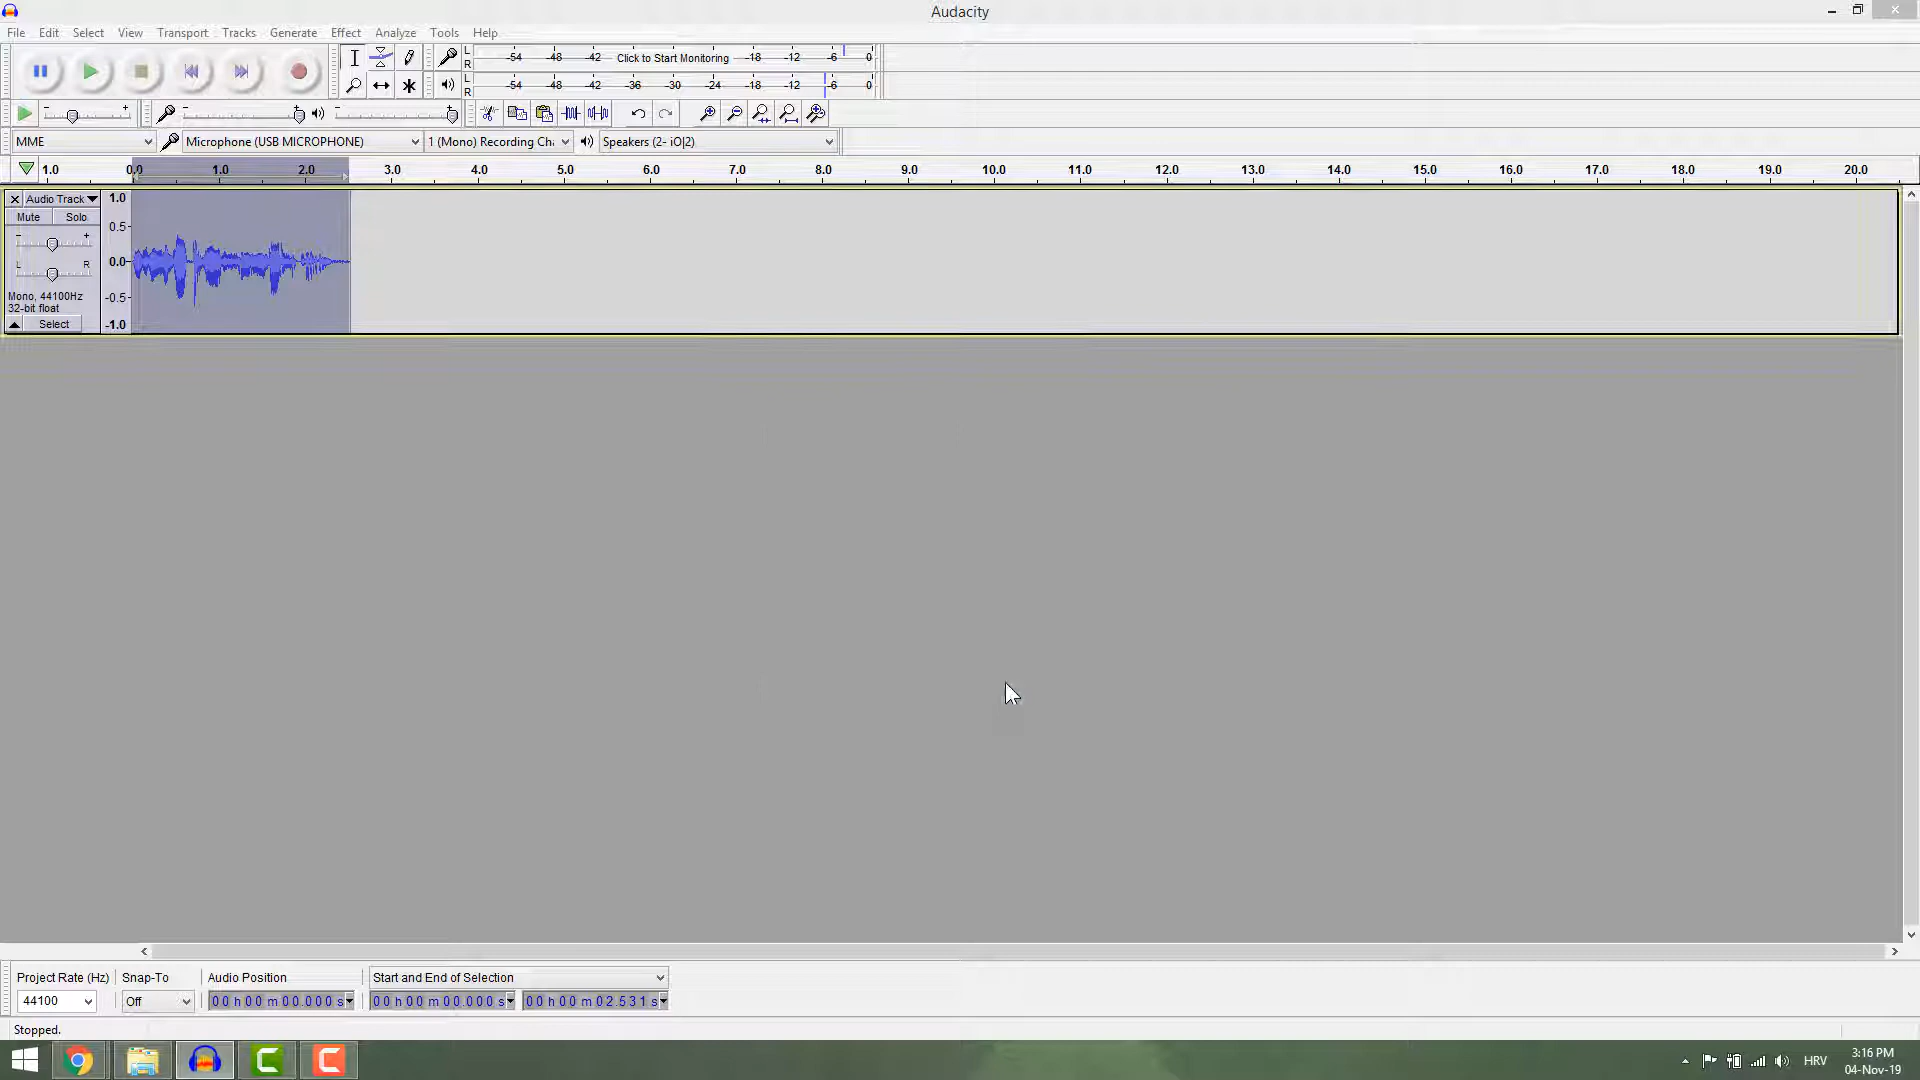 Audacity
File Edit Select View Transport Tracks Generate Effect Analyze Tools Help
L R -54 -48 -42 Click to Start Monitoring -18 -12 -6 0
L R -54 -48 -42 -36 -30 -24 -18 -12 -6 0
MME Microphone (USB MICROPHONE) 1 (Mono) Recording Cha Speakers (2- iO|2)
1.0 0.0 1.0 2.0 3.0 4.0 5.0 6.0 7.0 8.0 9.0 10.0 11.0 12.0 13.0 14.0 15.0 16.0 17.0 18.0 19.0 20.0
Audio Track 1.0
Mute Solo
0.5
L R 0.0
Mono, 44100Hz -0.5
32-bit float
Select -1.0
Project Rate (Hz) Snap-To Audio Position Start and End of Selection
44100 Off 00 h 00 m 00.000 s 00 h 00 m 00.000 s 00 h 00 m 02.531 s
Stopped.
HRV 3:16 PM
04-Nov-19